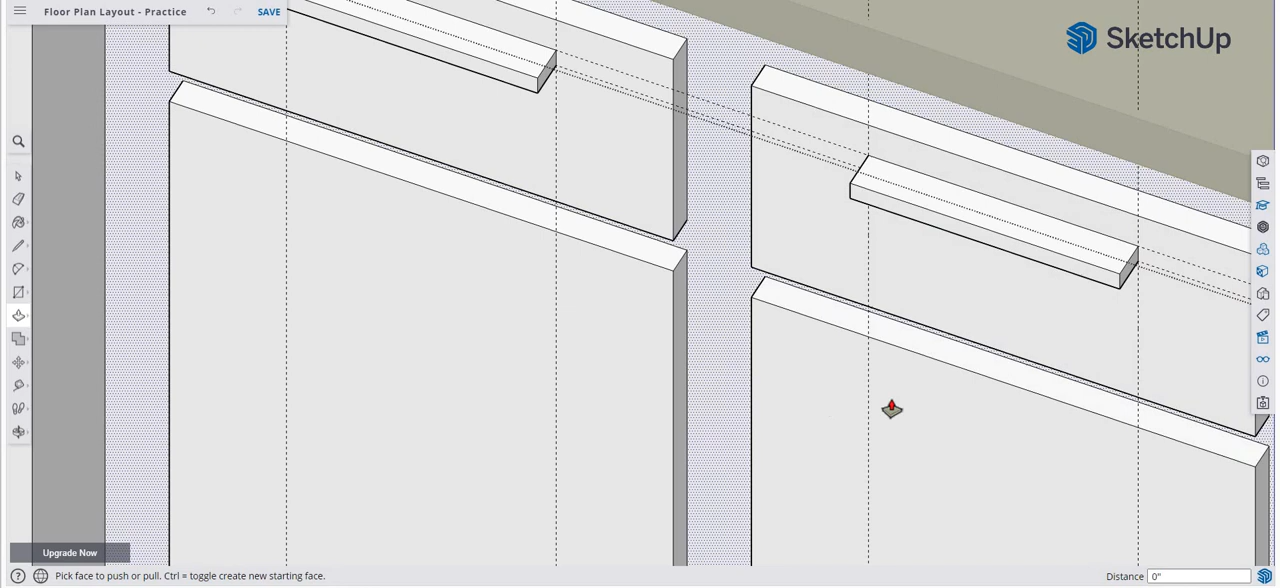 Floor Plan Layout - Practice
SAVE
SketchUp
Upgrade Now
Pick face to push or pull. Ctrl = toggle create new starting face.
Distance 0"